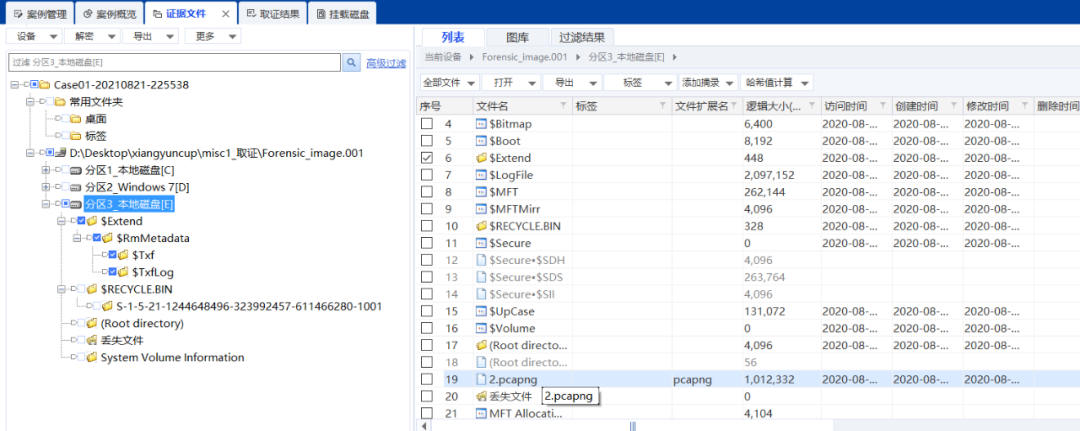 案例管理 案例概览 证据文件 × 取证结果 挂载磁盘
设备 解密 导出 更多
过滤 分区3_本地磁盘[E] 高级过滤
Case01-20210821-225538
常用文件夹
桌面
标签
D:\Desktop\xiangyuncup\misc1_取证\Forensic_image.001
分区1_本地磁盘[C]
分区2_Windows 7[D]
分区3_本地磁盘[E]
$Extend
$RmMetadata
$Txf
$TxfLog
$RECYCLE.BIN
S-1-5-21-1244648496-323992457-611466280-1001
(Root directory)
丢失文件
System Volume Information
列表 图库 过滤结果
当前设备 Forensic_image.001 分区3_本地磁盘[E]
全部文件 打开 导出 标签 添加摘录 哈希值计算
序号 文件名 标签 文件扩展名 逻辑大小(... 访问时间 创建时间 修改时间 删除时间
4 $Bitmap 6,400 2020-08-... 2020-08-... 2020-08-...
5 $Boot 8,192 2020-08-... 2020-08-... 2020-08-...
6 $Extend 448 2020-08-... 2020-08-... 2020-08-...
7 $LogFile 2,097,152 2020-08-... 2020-08-... 2020-08-...
8 $MFT 262,144 2020-08-... 2020-08-... 2020-08-...
9 $MFTMirr 4,096 2020-08-... 2020-08-... 2020-08-...
10 $RECYCLE.BIN 328 2020-08-... 2020-08-... 2020-08-...
11 $Secure 0 2020-08-... 2020-08-... 2020-08-...
12 $Secure•$SDH 4,096
13 $Secure•$SDS 263,764
14 $Secure•$SII 4,096
15 $UpCase 131,072 2020-08-... 2020-08-... 2020-08-...
16 $Volume 0 2020-08-... 2020-08-... 2020-08-...
17 (Root directo... 4,096 2020-08-... 2020-08-... 2020-08-...
18 (Root directo... 56
19 2.pcapng pcapng 1,012,332 2020-08-... 2020-08-... 2020-08-...
20 丢失文件 2.pcapng 0
21 MFT Allocati... 4,104